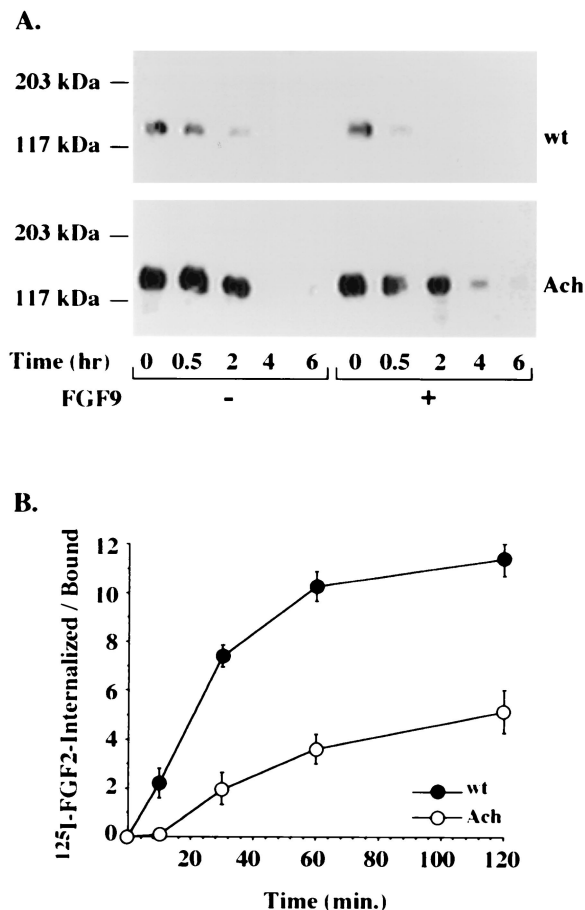 A.
203 kDa –
117 kDa –
wt
203 kDa –
117 kDa –
Ach
Time (hr) 0 0.5 2 4 6 0 0.5 2 4 6
FGF9 - +
B.
125I-FGF2-Internalized / Bound
12
10
8
6
4
2
0
wt
Ach
20 40 60 80 100 120
Time (min.)